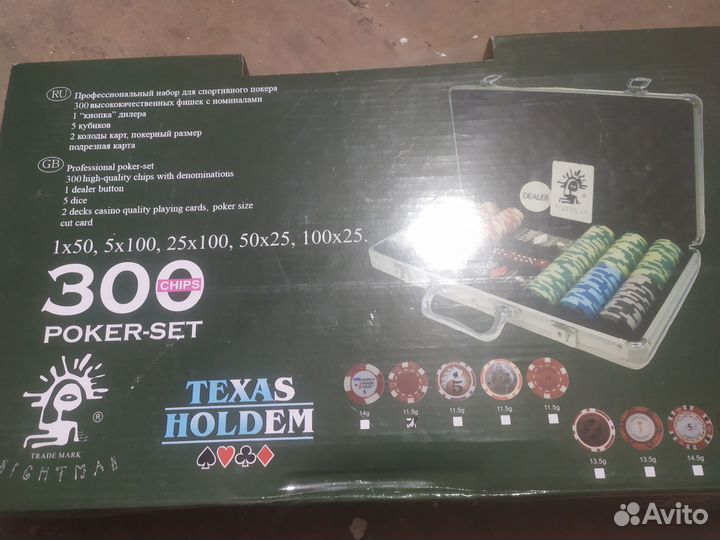 RU Профессиональный набор для спортивного покера
300 высококачественных фишек с номиналами
1 "кнопка" дилера
5 кубиков
2 колоды карт, покерный размер
подрезная карта
GB Professional poker-set
300 high-quality chips with denominations
1 dealer button
5 dice
2 decks casino quality playing cards, poker size
cut card
1x50, 5x100, 25x100, 50x25, 100x25.
300
CHIPS
POKER-SET
DEALER
TEXAS
HOLDEM
®
TRADE MARK
NIGHTMAN
14g
11.5g
11.5g
11.5g
11.5g
13.5g
13.5g
14.5g
5
5
Avito